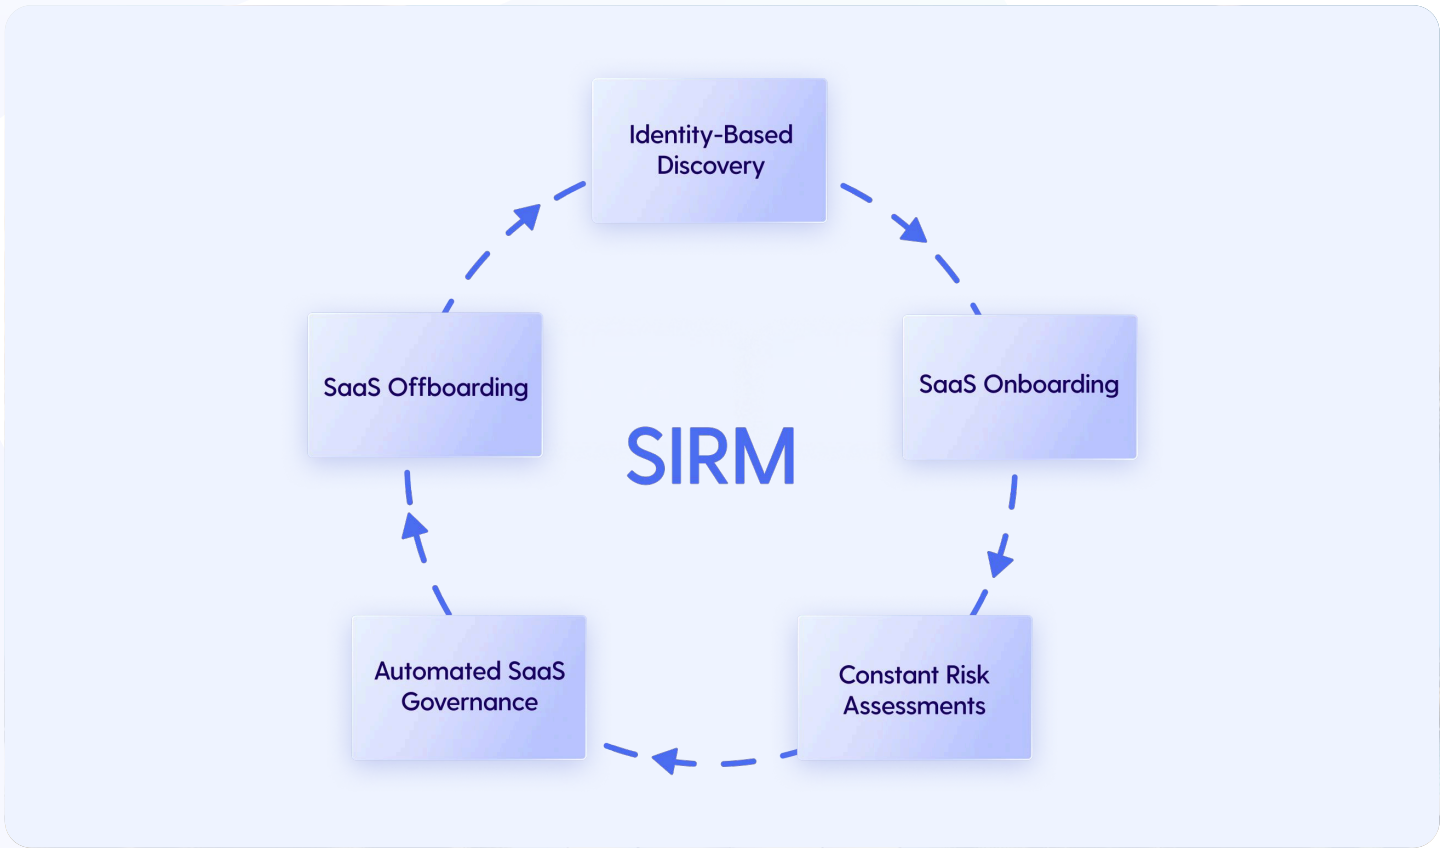 Identity-Based
Discovery
SaaS Offboarding
SaaS Onboarding
SIRM
Automated SaaS
Governance
Constant Risk
Assessments